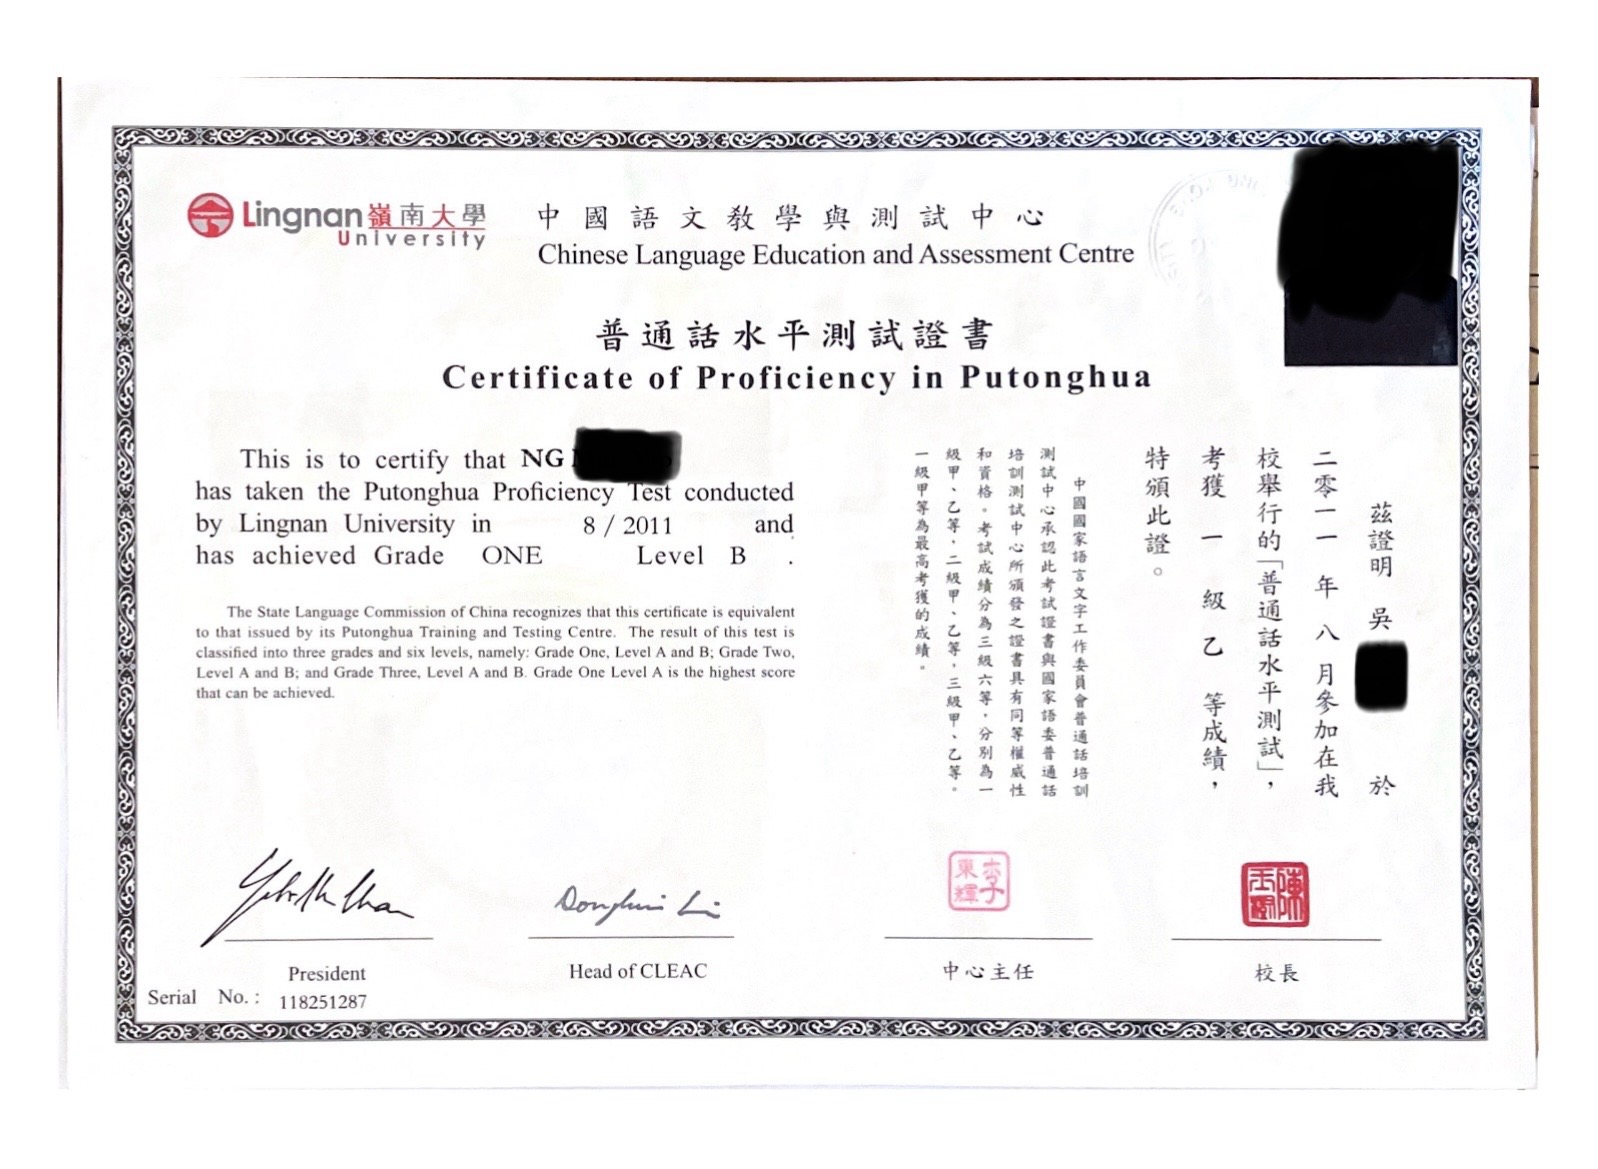 Lingnan 嶺南大學
University
中國語文教學與測試中心
Chinese Language Education and Assessment Centre
普通話水平測試證書
Certificate of Proficiency in Putonghua
This is to certify that NG
has taken the Putonghua Proficiency Test conducted
by Lingnan University in 8 / 2011 and
has achieved Grade ONE Level B .
The State Language Commission of China recognizes that this certificate is equivalent
to that issued by its Putonghua Training and Testing Centre. The result of this test is
classified into three grades and six levels, namely: Grade One, Level A and B; Grade Two,
Level A and B; and Grade Three, Level A and B. Grade One Level A is the highest score
that can be achieved.
茲證明 吳 於
二零一一年八月參加在我
校舉行的「普通話水平測試」，
考獲 一 級 乙 等成績，
特頒此證。
中國國家語言文字工作委員會普通話培訓
測試中心承認此考試證書與國家語委普通話
培訓測試中心所頒發之證書具有同等權威性
和資格。考試成績分為三級六等，分別為一
級甲、乙等，二級甲、乙等，三級甲、乙等。
一級甲等為最高考獲的成績。
Donghui Li
李東輝
陳玉樹
President
Head of CLEAC
中心主任
校長
Serial No. : 118251287